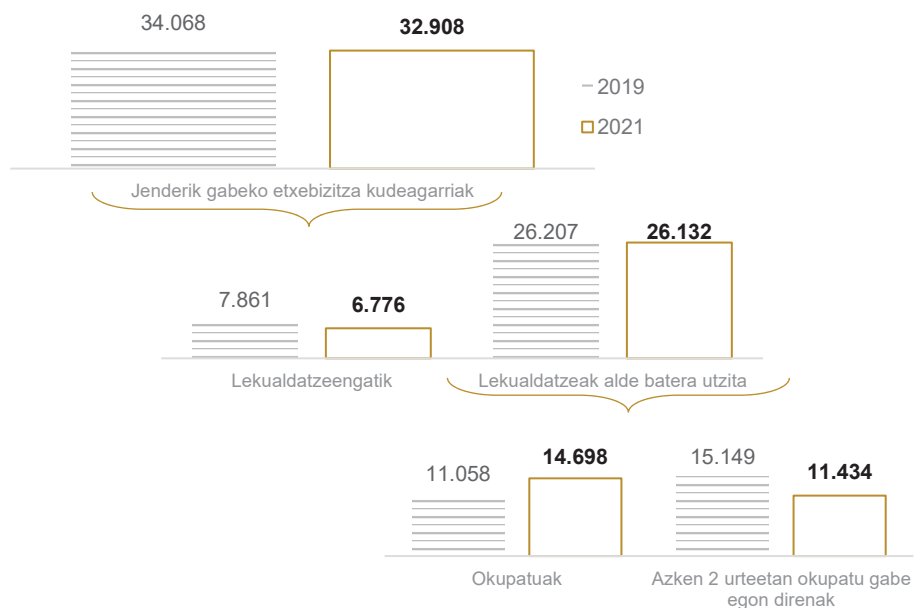 34.068
32.908
2019
2021
Jenderik gabeko etxebizitza kudeagarriak
26.207
26.132
7.861
6.776
Lekualdatzeengatik
Lekualdatzeak alde batera utzita
11.058
14.698
15.149
11.434
Okupatuak
Azken 2 urteetan okupatu gabe
egon direnak